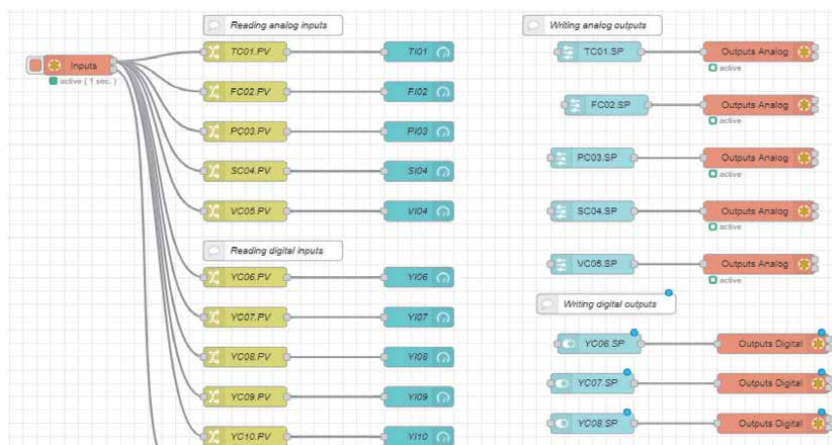 Reading analog inputs
Inputs
active ( 1 sec. )
TC01.PV
TI01
FC02.PV
FI02
PC03.PV
PI03
SC04.PV
SI04
VC05.PV
VI04
Reading digital inputs
YC06.PV
YI06
YC07.PV
YI07
YC08.PV
YI08
YC09.PV
YI09
YC10.PV
YI10
Writing analog outputs
TC01.SP
Outputs Analog
active
FC02.SP
Outputs Analog
active
PC03.SP
Outputs Analog
active
SC04.SP
Outputs Analog
active
VC05.SP
Outputs Analog
active
Writing digital outputs
YC06.SP
Outputs Digital
YC07.SP
Outputs Digital
YC08.SP
Outputs Digital